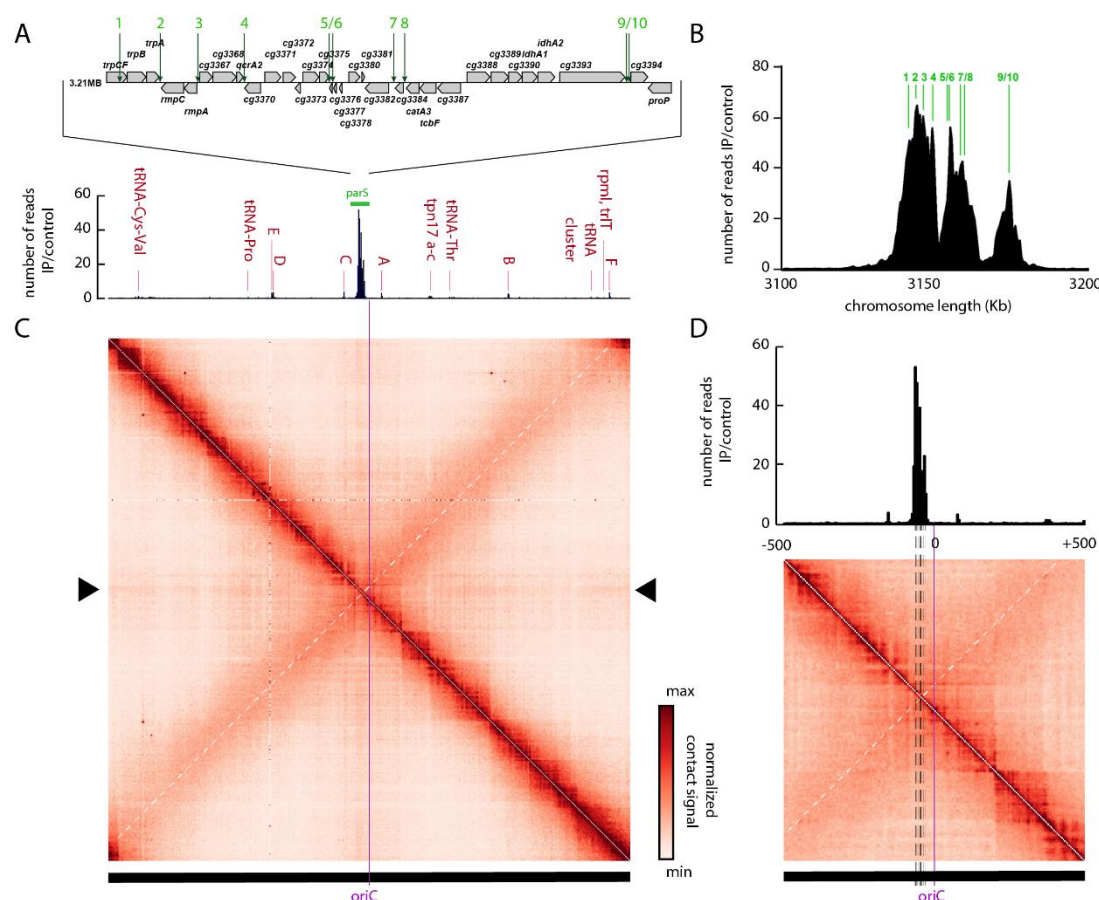 A
1 2 3 4 5/6 7 8 9/10
cg3372
trpA cg3368 cg3375 cg3381 idhA2
trpB cg3367 cg3371 cg3380 cg3389 idhA1
trpCF qcrA2 cg3374 cg3388 cg3390 cg3393 cg3394
3.21MB
rmpC cg3370 cg3373 cg3376 cg3382 cg3384 cg3387 proP
rmpA cg3377 catA3
cg3378 tcbF
number of reads
IP/control
60
40
20
0
tRNA-Cys-Val
tRNA-Pro
E
D
C
parS
A
tpn17 a-c
tRNA-Thr
B
tRNA
cluster
rpmI, trlT
F
B
number of reads IP/control
80
60
40
20
0
1 2 3 4 5/6 7/8 9/10
3100 3150 3200
chromosome length (Kb)
C
max
normalized
contact signal
min
oriC
D
number of reads
IP/control
60
40
20
0
-500 0 +500
oriC